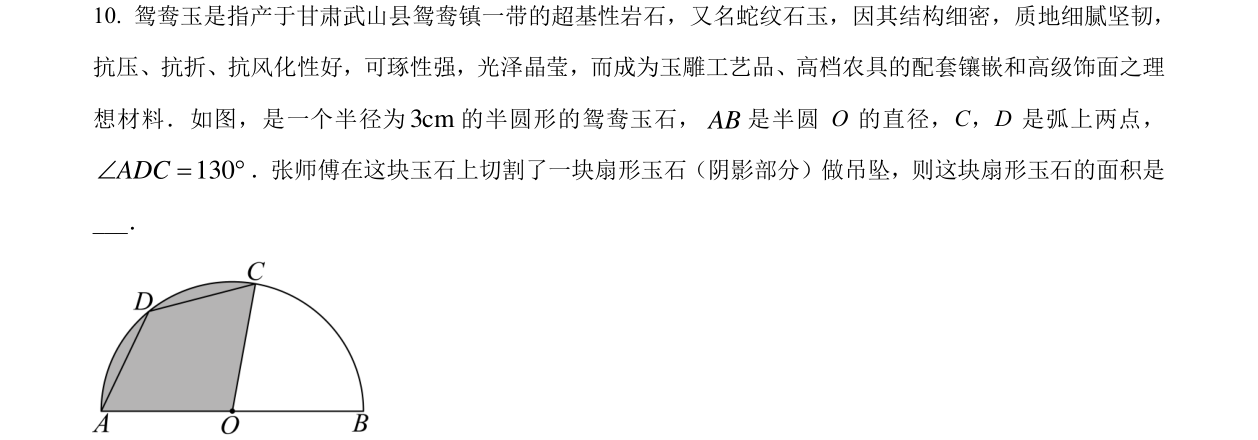 10. 鸳鸯玉是指产于甘肃武山县鸳鸯镇一带的超基性岩石，又名蛇纹石玉，因其结构细密，质地细腻坚韧，
抗压、抗折、抗风化性好，可琢性强，光泽晶莹，而成为玉雕工艺品、高档农具的配套镶嵌和高级饰面之理
想材料．如图，是一个半径为3cm的半圆形的鸳鸯玉石， AB 是半圆 O 的直径，C，D 是弧上两点，
∠ADC =130°．张师傅在这块玉石上切割了一块扇形玉石（阴影部分）做吊坠，则这块扇形玉石的面积是
___．
C
D
A
O
B